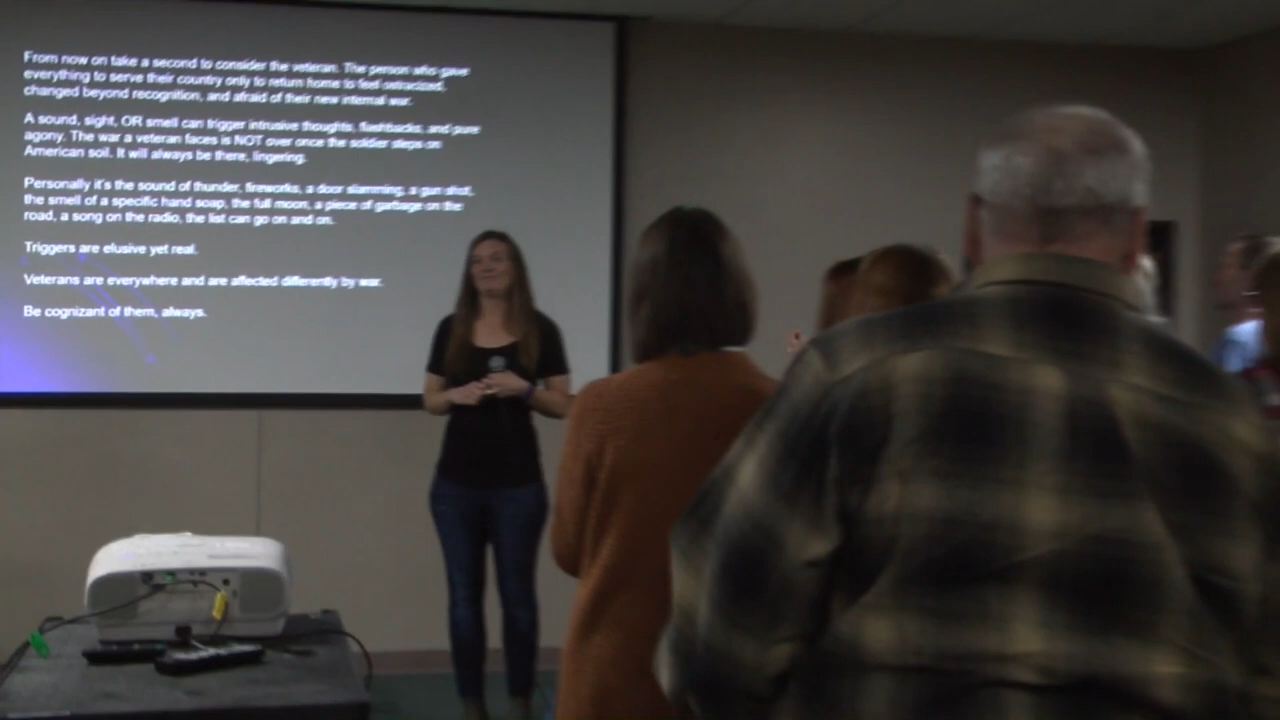 From now on take a second to consider the veteran. The person who gave
everything to serve their country only to return home to feel ostracized,
changed beyond recognition, and afraid of their new internal war.
A sound, sight, OR smell can trigger intrusive thoughts, flashbacks, and pure
agony. The war a veteran faces is NOT over once the soldier steps on
American soil. It will always be there, lingering.
Personally it's the sound of thunder, fireworks, a door slamming, a gun shot,
the smell of a specific hand soap, the full moon, a piece of garbage on the
road, a song on the radio, the list can go on and on.
Triggers are elusive yet real.
Veterans are everywhere and are affected differently by war.
Be cognizant of them, always.